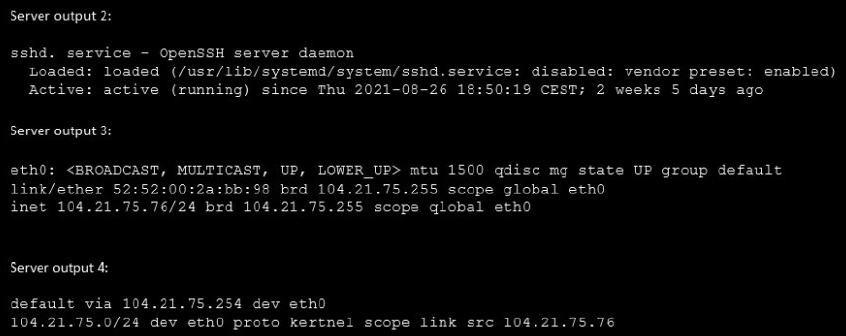 Server output 2:
sshd. service - OpenSSH server daemon
Loaded: loaded (/usr/lib/systemd/system/sshd.service: disabled: vendor preset: enabled)
Active: active (running) since Thu 2021-08-26 18:50:19 CEST; 2 weeks 5 days ago
Server output 3:
eth0: <BROADCAST, MULTICAST, UP, LOWER_UP> mtu 1500 qdisc mg state UP group default
link/ether 52:52:00:2a:bb:98 brd 104.21.75.255 scope global eth0
inet 104.21.75.76/24 brd 104.21.75.255 scope qlobal eth0
Server output 4:
default via 104.21.75.254 dev eth0
104.21.75.0/24 dev eth0 proto kertnel scope link src 104.21.75.76